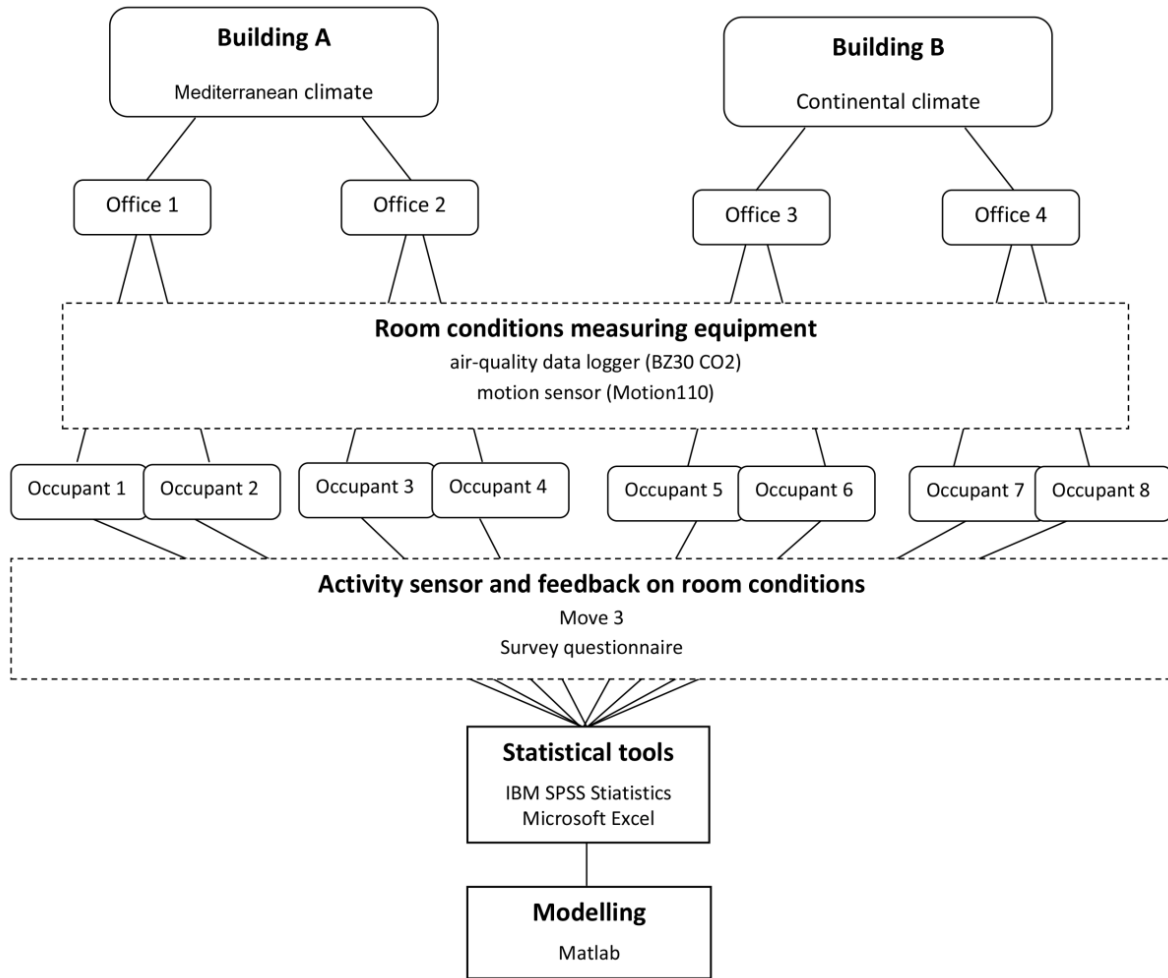 Building A
Mediterranean climate
Building B
Continental climate
Office 1
Office 2
Office 3
Office 4
Room conditions measuring equipment
air-quality data logger (BZ30 CO2)
motion sensor (Motion110)
Occupant 1
Occupant 2
Occupant 3
Occupant 4
Occupant 5
Occupant 6
Occupant 7
Occupant 8
Activity sensor and feedback on room conditions
Move 3
Survey questionnaire
Statistical tools
IBM SPSS Stiatistics
Microsoft Excel
Modelling
Matlab